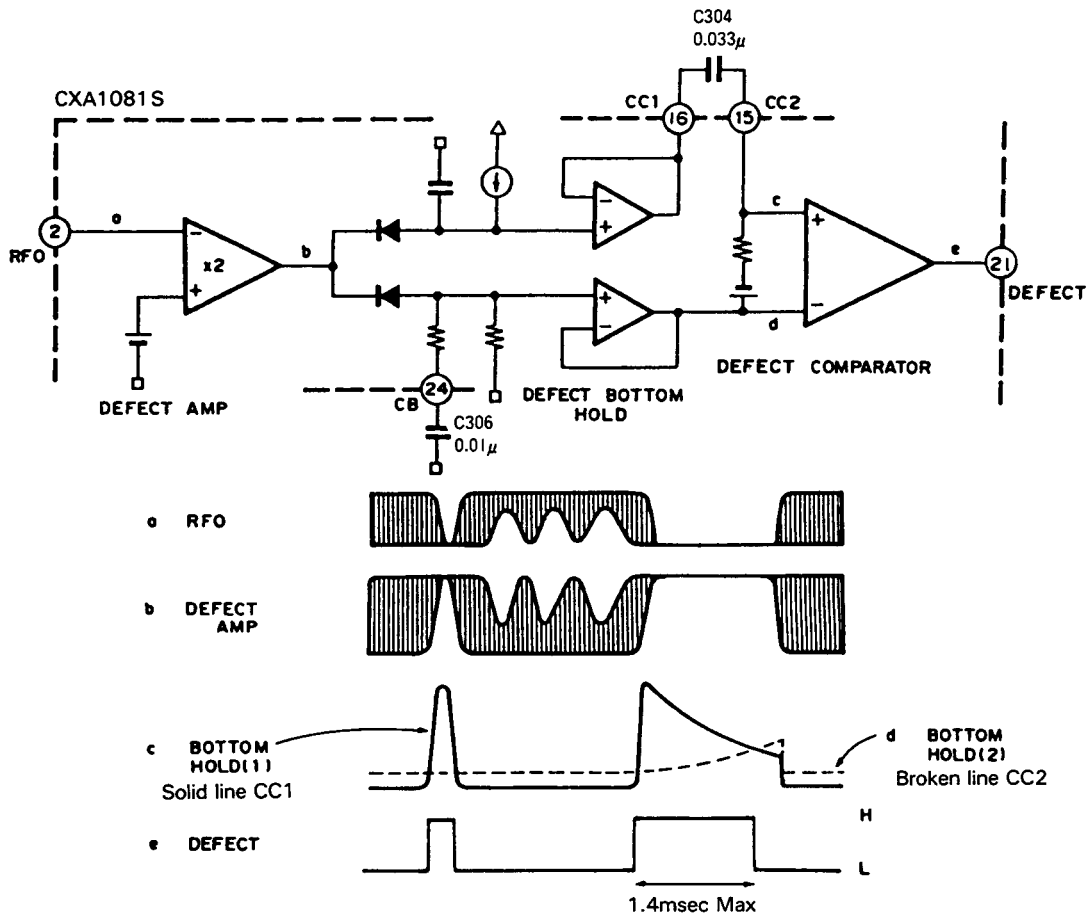 C304
0.033μ
CXA1081S
CC1
16
15
CC2
2
RFO
a
b
c
d
e
−
×2
+
−
+
+
−
+
−
21
DEFECT
DEFECT AMP
24
CB
C306
0.01μ
DEFECT BOTTOM
HOLD
DEFECT COMPARATOR
a RFO
b DEFECT
AMP
c BOTTOM
HOLD(1)
Solid line CC1
d BOTTOM
HOLD(2)
Broken line CC2
e DEFECT
H
L
1.4msec Max